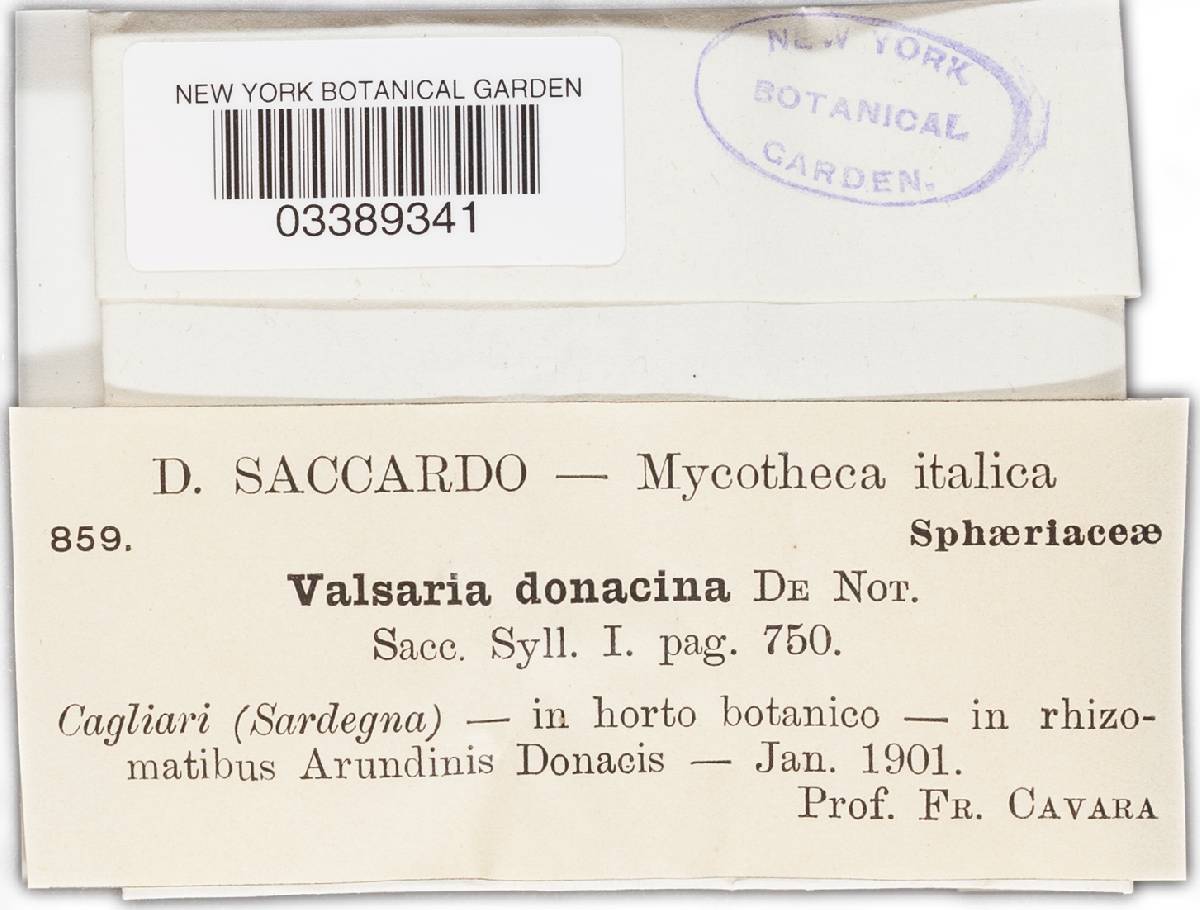 NEW YORK BOTANICAL GARDEN
03389341
NEW YORK
BOTANICAL
GARDEN.
D. SACCARDO — Mycotheca italica
859.
Sphæriaceæ
Valsaria donacina DE NOT.
Sacc. Syll. I. pag. 750.
Cagliari (Sardegna) — in horto botanico — in rhizo-
matibus Arundinis Donacis — Jan. 1901.
Prof. FR. CAVARA